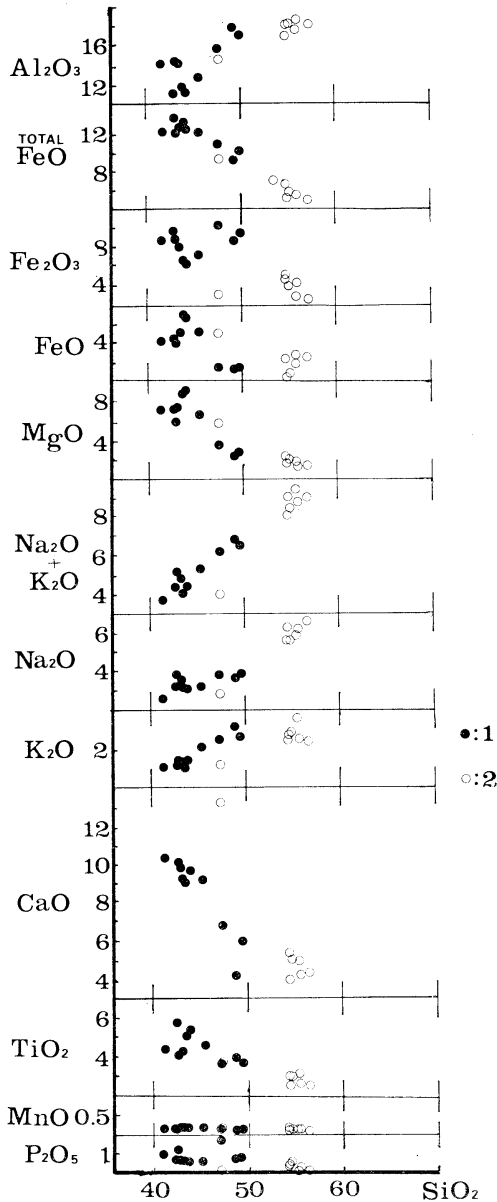 Al₂O₃ 16
12
TOTAL
FeO 12
8
Fe₂O₃ 8
4
FeO 4
MgO 8
4
Na₂O
+
K₂O 8
6
4
Na₂O 6
4
K₂O 2
●:1
○:2
CaO 12
10
8
6
4
TiO₂ 6
4
MnO 0.5
P₂O₅ 1
40 50 60 SiO₂